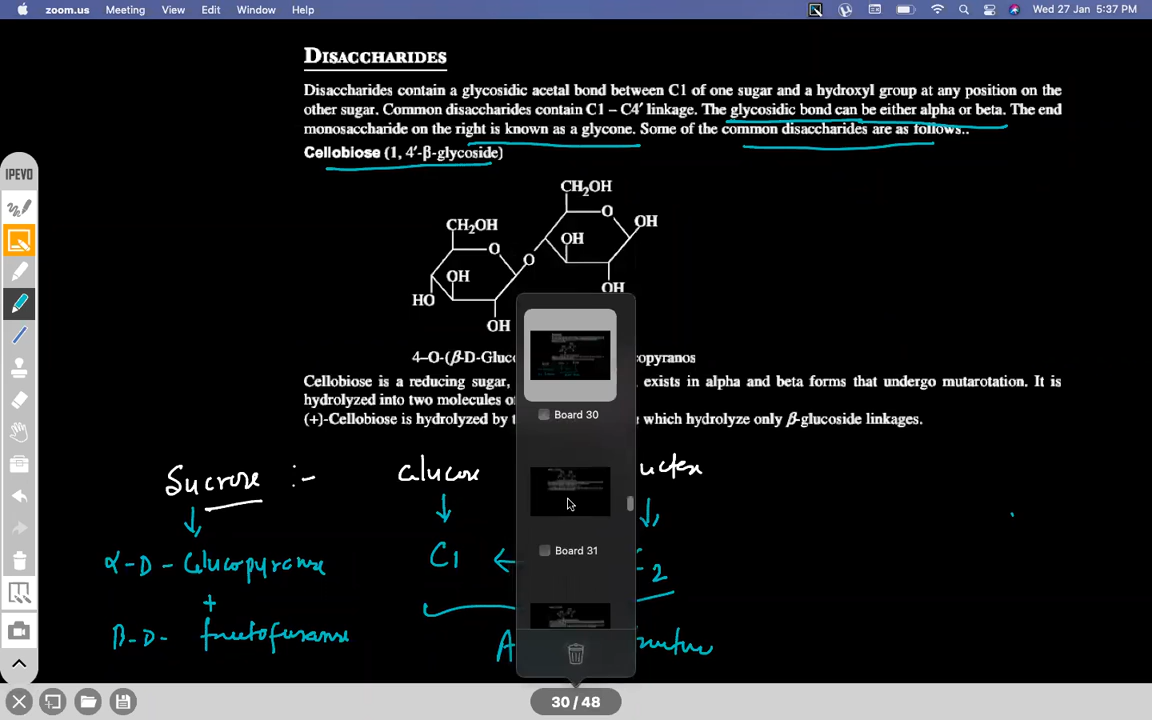 zoom.us Meeting View Edit Window Help Wed 27 Jan 5:37 PM
DISACCHARIDES
Disaccharides contain a glycosidic acetal bond between C1 of one sugar and a hydroxyl group at any position on the
other sugar. Common disaccharides contain C1 – C4′ linkage. The glycosidic bond can be either alpha or beta. The end
monosaccharide on the right is known as a glycone. Some of the common disaccharides are as follows..
Cellobiose (1, 4′-β-glycoside)
IPEVO
CH2OH
CH2OH O OH
O OH
OH O
HO OH
OH
4–O-(β-D-Gluc opyranos
Cellobiose is a reducing sugar, exists in alpha and beta forms that undergo mutarotation. It is
hydrolyzed into two molecules o
(+)-Cellobiose is hydrolyzed by t which hydrolyze only β-glucoside linkages.
Board 30
Sucrose :- Glucose
Board 31
α-D- Glucopyranose C1 2
+
β-D- fructofuranose
30 / 48